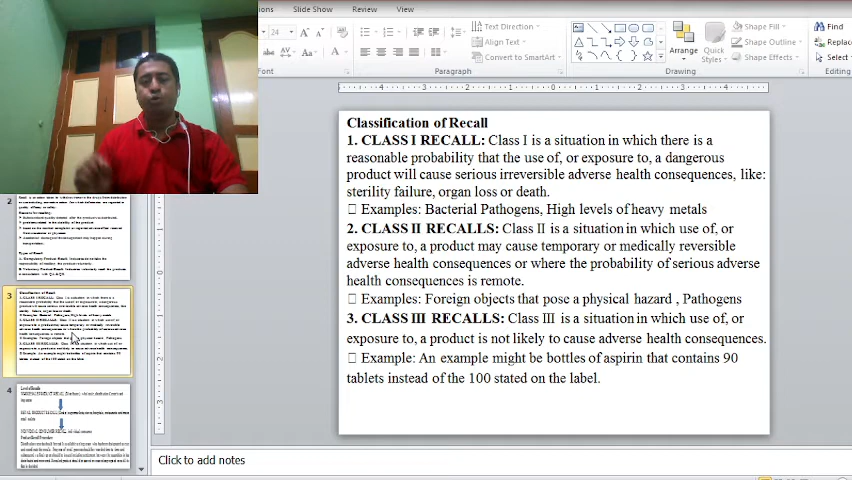 ptions
Slide Show
Review
View
24
Text Direction
Align Text
Convert to SmartArt
Font
Paragraph
Arrange
Quick Styles
Shape Fill
Shape Outline
Shape Effects
Drawing
Find
Replace
Select
Editing
Classification of Recall
1. CLASS I RECALL: Class I is a situation in which there is a
reasonable probability that the use of, or exposure to, a dangerous
product will cause serious irreversible adverse health consequences, like:
sterility failure, organ loss or death.
Examples: Bacterial Pathogens, High levels of heavy metals
2. CLASS II RECALLS: Class II is a situation in which use of, or
exposure to, a product may cause temporary or medically reversible
adverse health consequences or where the probability of serious adverse
health consequences is remote.
Examples: Foreign objects that pose a physical hazard , Pathogens
3. CLASS III RECALLS: Class III is a situation in which use of, or
exposure to, a product is not likely to cause adverse health consequences.
Example: An example might be bottles of aspirin that contains 90
tablets instead of the 100 stated on the label.
2
3
4
Click to add notes